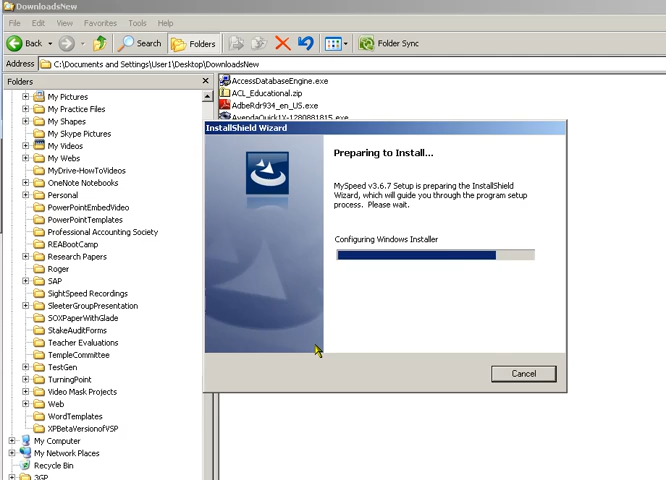 DownloadsNew
File Edit View Favorites Tools Help
Back Search Folders Folder Sync
Address C:\Documents and Settings\User1\Desktop\DownloadsNew
Folders
My Pictures
My Practice Files
My Shapes
My Skype Pictures
My Videos
My Webs
MyDrive-HowToVideos
OneNote Notebooks
Personal
PowerPointEmbedVideo
PowerPointTemplates
Professional Accounting Society
REABootCamp
Research Papers
Roger
SAP
SightSpeed Recordings
SleeterGroupPresentation
SOXPaperWithGlade
StakeAuditForms
Teacher Evaluations
TempleCommittee
TestGen
TurningPoint
Video Mask Projects
Web
WordTemplates
XPBetaVersionofVSP
My Computer
My Network Places
Recycle Bin
3GP
AccessDatabaseEngine.exe
ACL_Educational.zip
AdbeRdr934_en_US.exe
AvendaQuick1X-1280881815.exe
InstallShield Wizard
Preparing to Install...
MySpeed v3.6.7 Setup is preparing the InstallShield
Wizard, which will guide you through the program setup
process. Please wait.
Configuring Windows Installer
Cancel